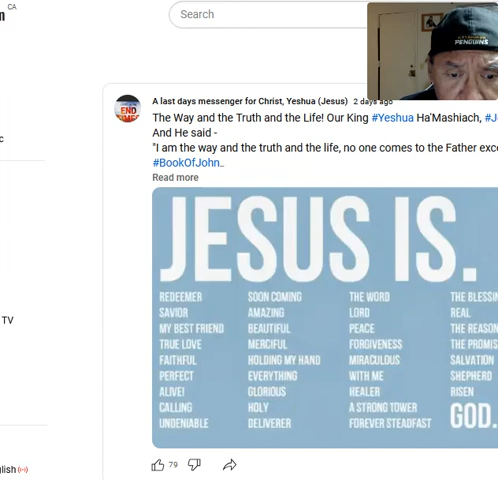 CA
n
Search
PENGUINS
A last days messenger for Christ, Yeshua (Jesus) 2 days ago
The Way and the Truth and the Life! Our King #Yeshua Ha'Mashiach, #J
And He said -
"I am the way and the truth and the life, no one comes to the Father exc
#BookOfJohn..
Read more
END
c
TV
glish
JESUS IS.
REDEEMER SOON COMING THE WORD THE BLESSIN
SAVIOR AMAZING LORD REAL
MY BEST FRIEND BEAUTIFUL PEACE THE REASON
TRUE LOVE MERCIFUL FORGIVENESS THE PROMIS
FAITHFUL HOLDING MY HAND MIRACULOUS SALVATION
PERFECT EVERYTHING WITH ME SHEPHERD
ALIVE! GLORIOUS HEALER RISEN
CALLING HOLY A STRONG TOWER GOD.
UNDENIABLE DELIVERER FOREVER STEADFAST
79